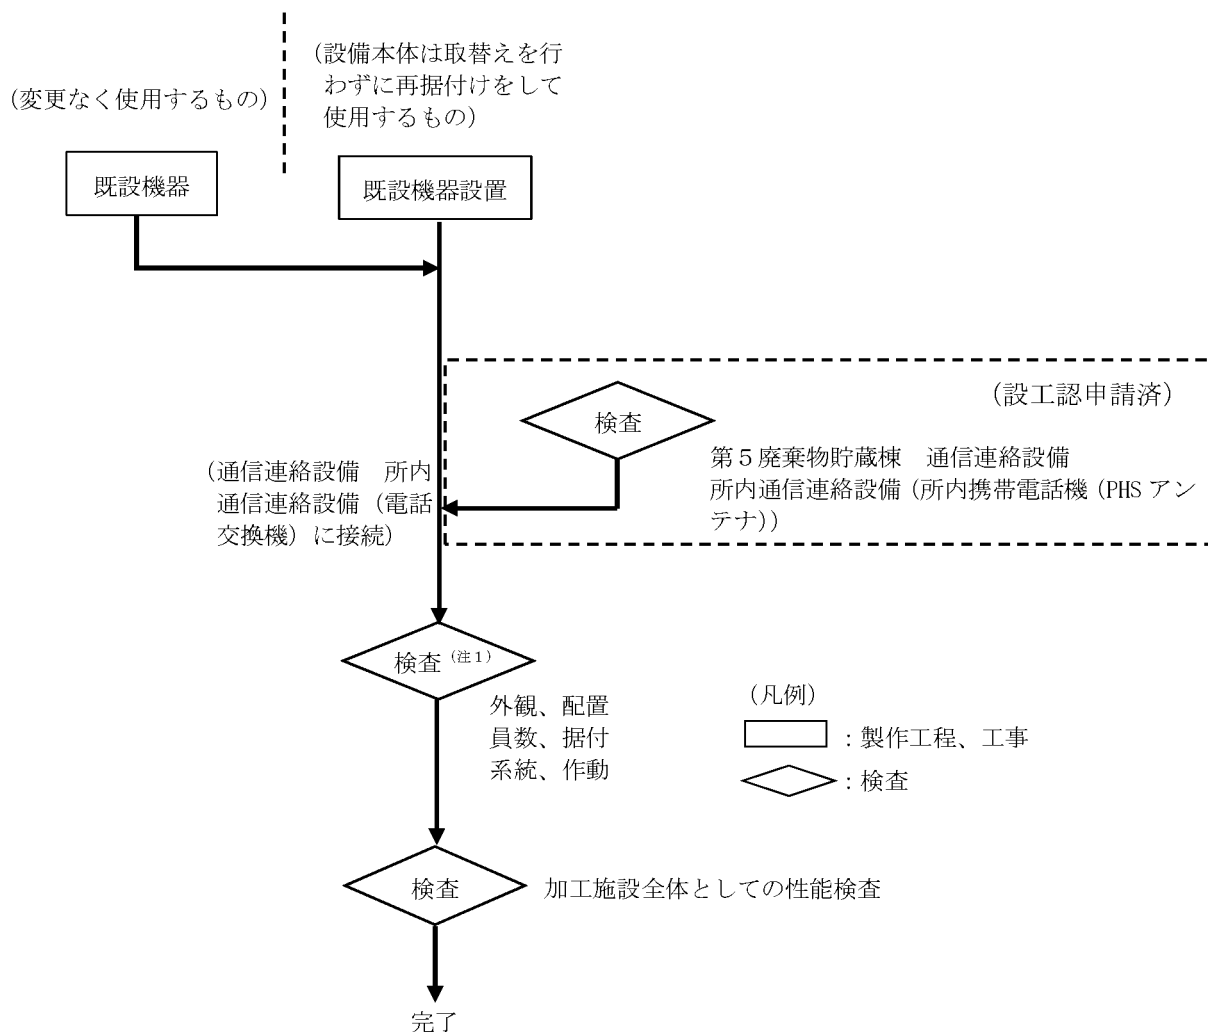 (変更なく使用するもの)
(設備本体は取替えを行
わずに再据付けをして
使用するもの)
既設機器
既設機器設置
(設工認申請済)
検査
第5廃棄物貯蔵棟 通信連絡設備
所内通信連絡設備(所内携帯電話機(PHSアン
テナ))
(通信連絡設備 所内
通信連絡設備(電話
交換機)に接続)
検査(注1)
外観、配置
員数、据付
系統、作動
(凡例)
:製作工程、工事
:検査
検査
加工施設全体としての性能検査
完了